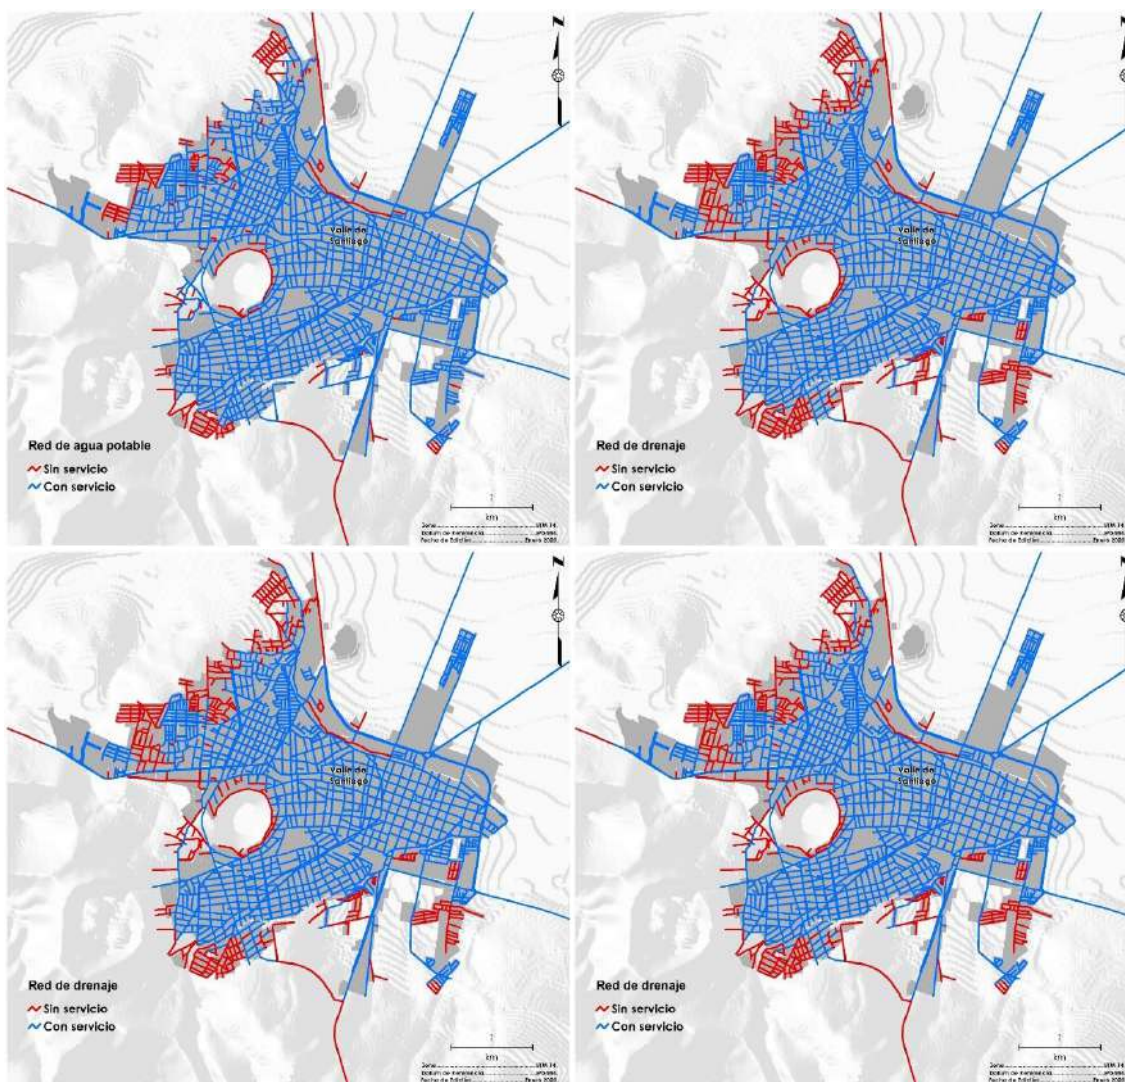 N
N
Valle de
Santiago
Valle de
Santiago
Red de agua potable
Sin servicio
Con servicio
km
Red de drenaje
Sin servicio
Con servicio
km
N
N
Valle de
Santiago
Valle de
Santiago
Red de drenaje
Sin servicio
Con servicio
km
Red de drenaje
Sin servicio
Con servicio
km